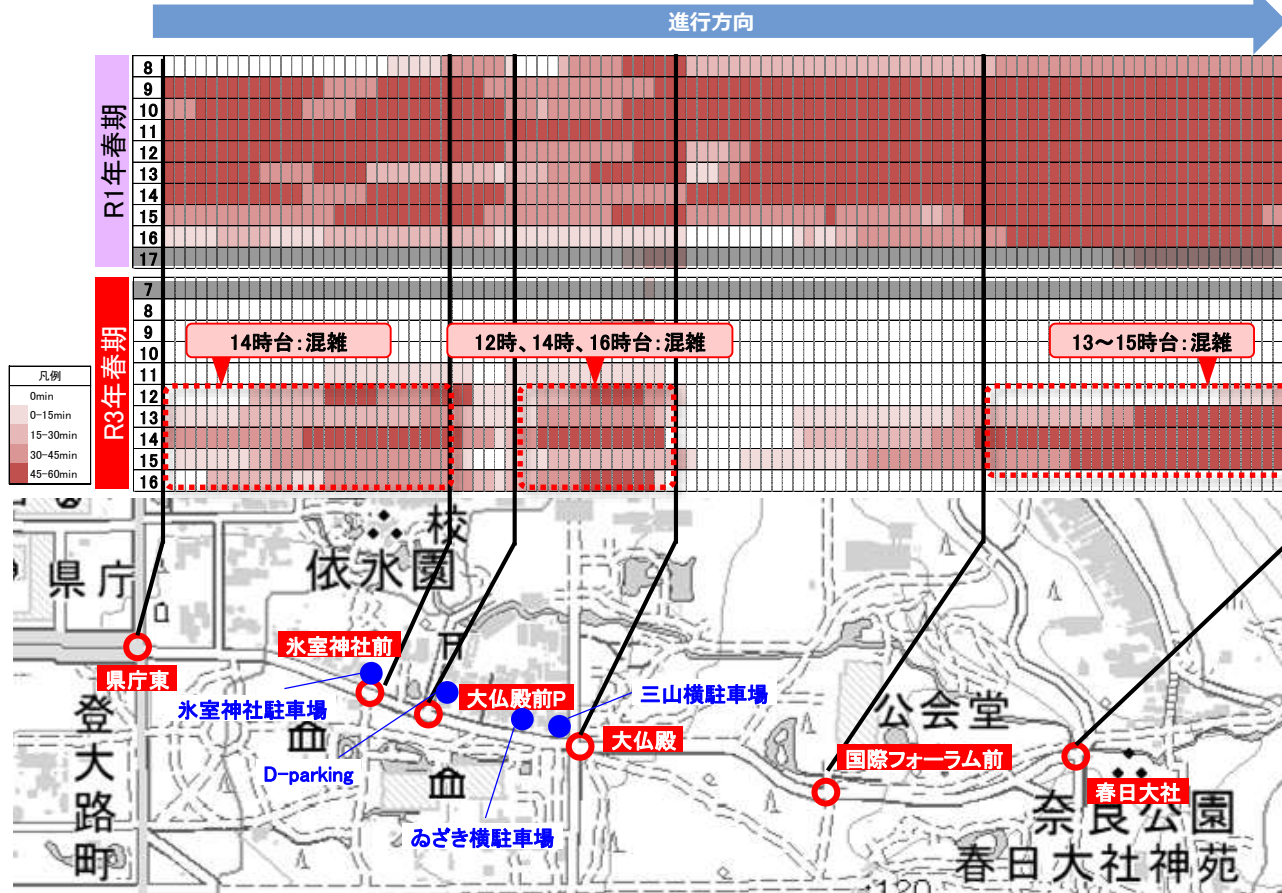 進行方向
R1年春期
8
9
10
11
12
13
14
15
16
17
R3年春期
7
8
9
10
11
12
13
14
15
16
14時台：混雑
12時、14時、16時台：混雑
13～15時台：混雑
凡例
0min
0-15min
15-30min
30-45min
45-60min
校
依水園
県庁
氷室神社前
県庁東
氷室神社駐車場
大仏殿前P
三山横駐車場
公会堂
登大路町
D-parking
大仏殿
国際フォーラム前
ゐざき横駐車場
春日大社
奈良公園
春日大社神苑
120